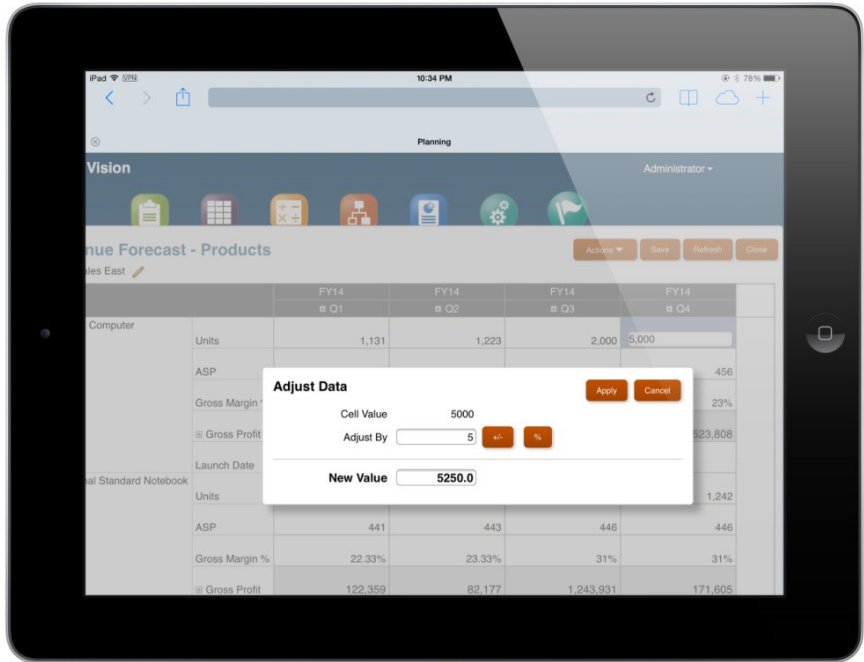 iPad VPN 10:34 PM 78%
Planning
Vision Administrator
nue Forecast - Products Actions Save Refresh Close
ales East
FY14 FY14 FY14 FY14
Q1 Q2 Q3 Q4
Computer
Units 1,131 1,223 2,000 5,000
ASP 456
Gross Margin 23%
Gross Profit 523,808
Launch Date
Adjust Data Apply Cancel
Cell Value 5000
Adjust By 5 +/- %
New Value 5250.0
nal Standard Notebook
Units 1,242
ASP 441 443 446 446
Gross Margin % 22.33% 23.33% 31% 31%
Gross Profit 122,359 82,177 1,243,931 171,605